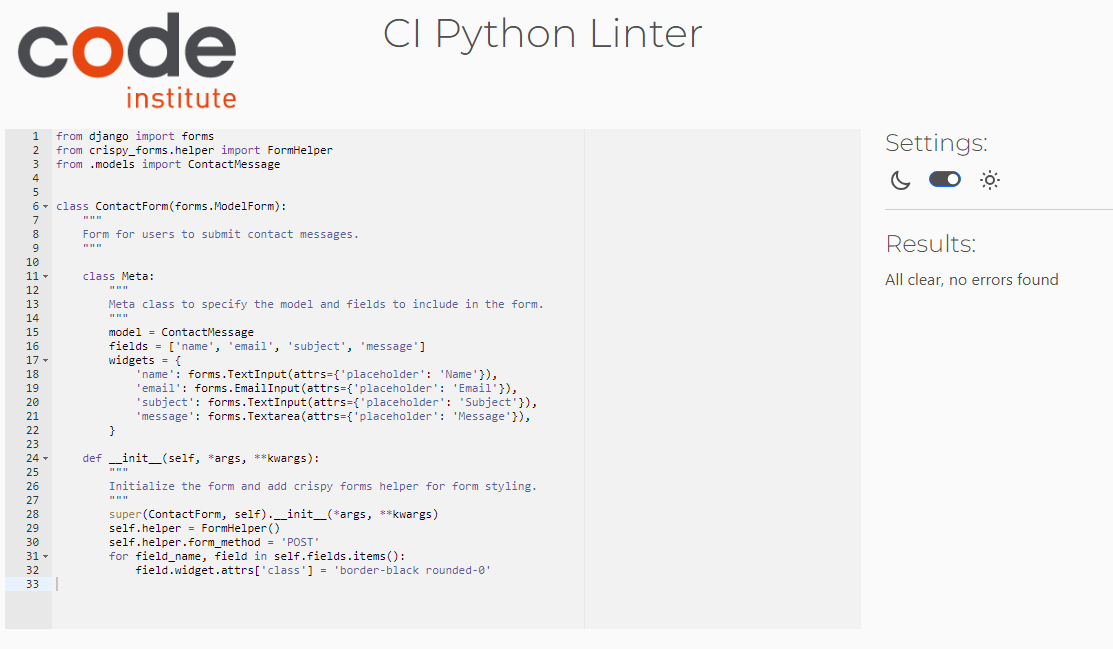 code
institute
CI Python Linter
1 from django import forms
2 from crispy_forms.helper import FormHelper
3 from .models import ContactMessage
4
5
6 class ContactForm(forms.ModelForm):
7     """
8     Form for users to submit contact messages.
9     """
10
11     class Meta:
12         """
13         Meta class to specify the model and fields to include in the form.
14         """
15         model = ContactMessage
16         fields = ['name', 'email', 'subject', 'message']
17         widgets = {
18             'name': forms.TextInput(attrs={'placeholder': 'Name'}),
19             'email': forms.EmailInput(attrs={'placeholder': 'Email'}),
20             'subject': forms.TextInput(attrs={'placeholder': 'Subject'}),
21             'message': forms.Textarea(attrs={'placeholder': 'Message'}),
22         }
23
24     def __init__(self, *args, **kwargs):
25         """
26         Initialize the form and add crispy forms helper for form styling.
27         """
28         super(ContactForm, self).__init__(*args, **kwargs)
29         self.helper = FormHelper()
30         self.helper.form_method = 'POST'
31         for field_name, field in self.fields.items():
32             field.widget.attrs['class'] = 'border-black rounded-0'
33
Settings:
Results:
All clear, no errors found